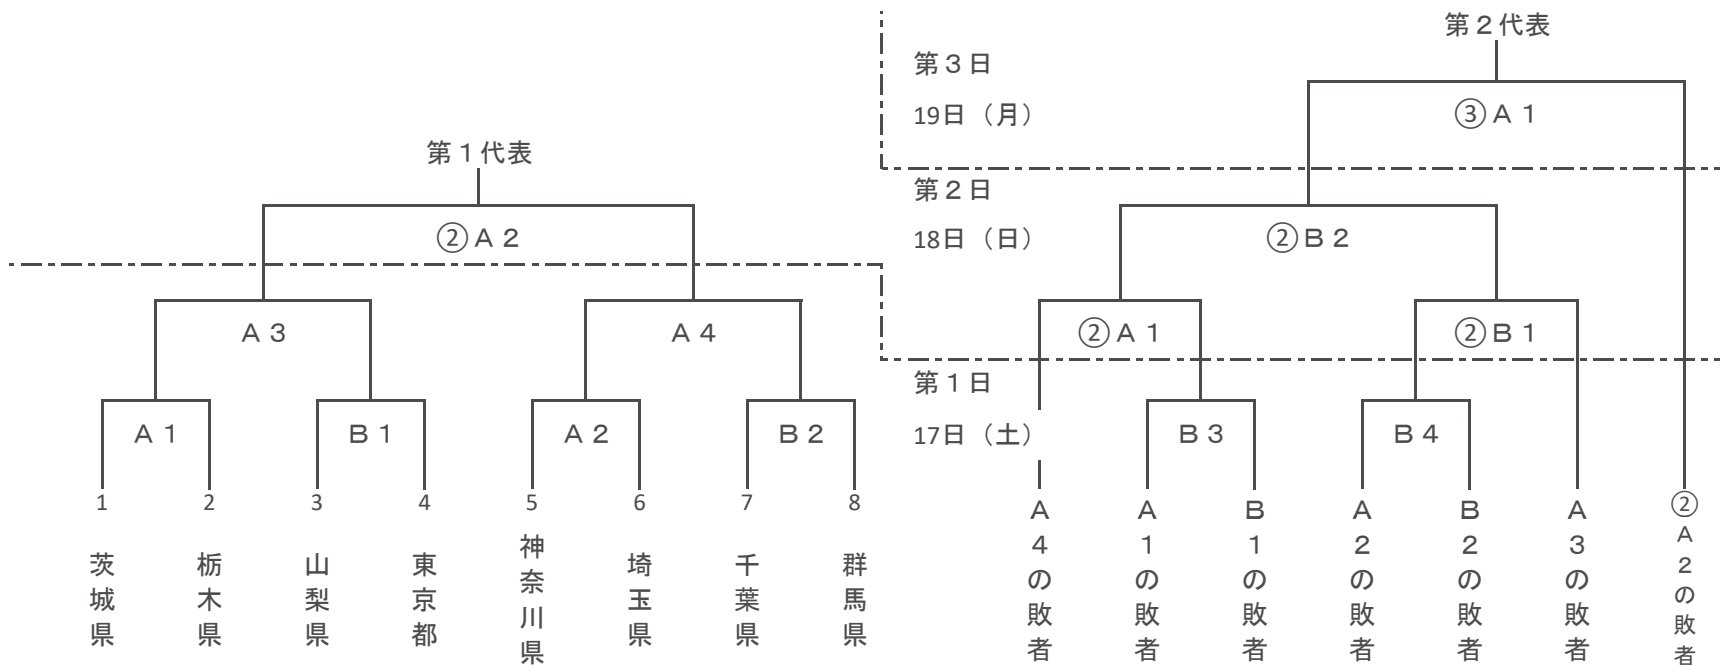 第１代表
②Ａ２
Ａ３
Ａ４
Ａ１
Ｂ１
Ａ２
Ｂ２
1
2
3
4
5
6
7
8
茨城県
栃木県
山梨県
東京都
神奈川県
埼玉県
千葉県
群馬県
第２代表
第３日
19日（月）
③Ａ１
第２日
18日（日）
②Ｂ２
②Ａ１
②Ｂ１
第１日
17日（土）
Ｂ３
Ｂ４
Ａ４の敗者
Ａ１の敗者
Ｂ１の敗者
Ａ２の敗者
Ｂ２の敗者
Ａ３の敗者
②Ａ２の敗者